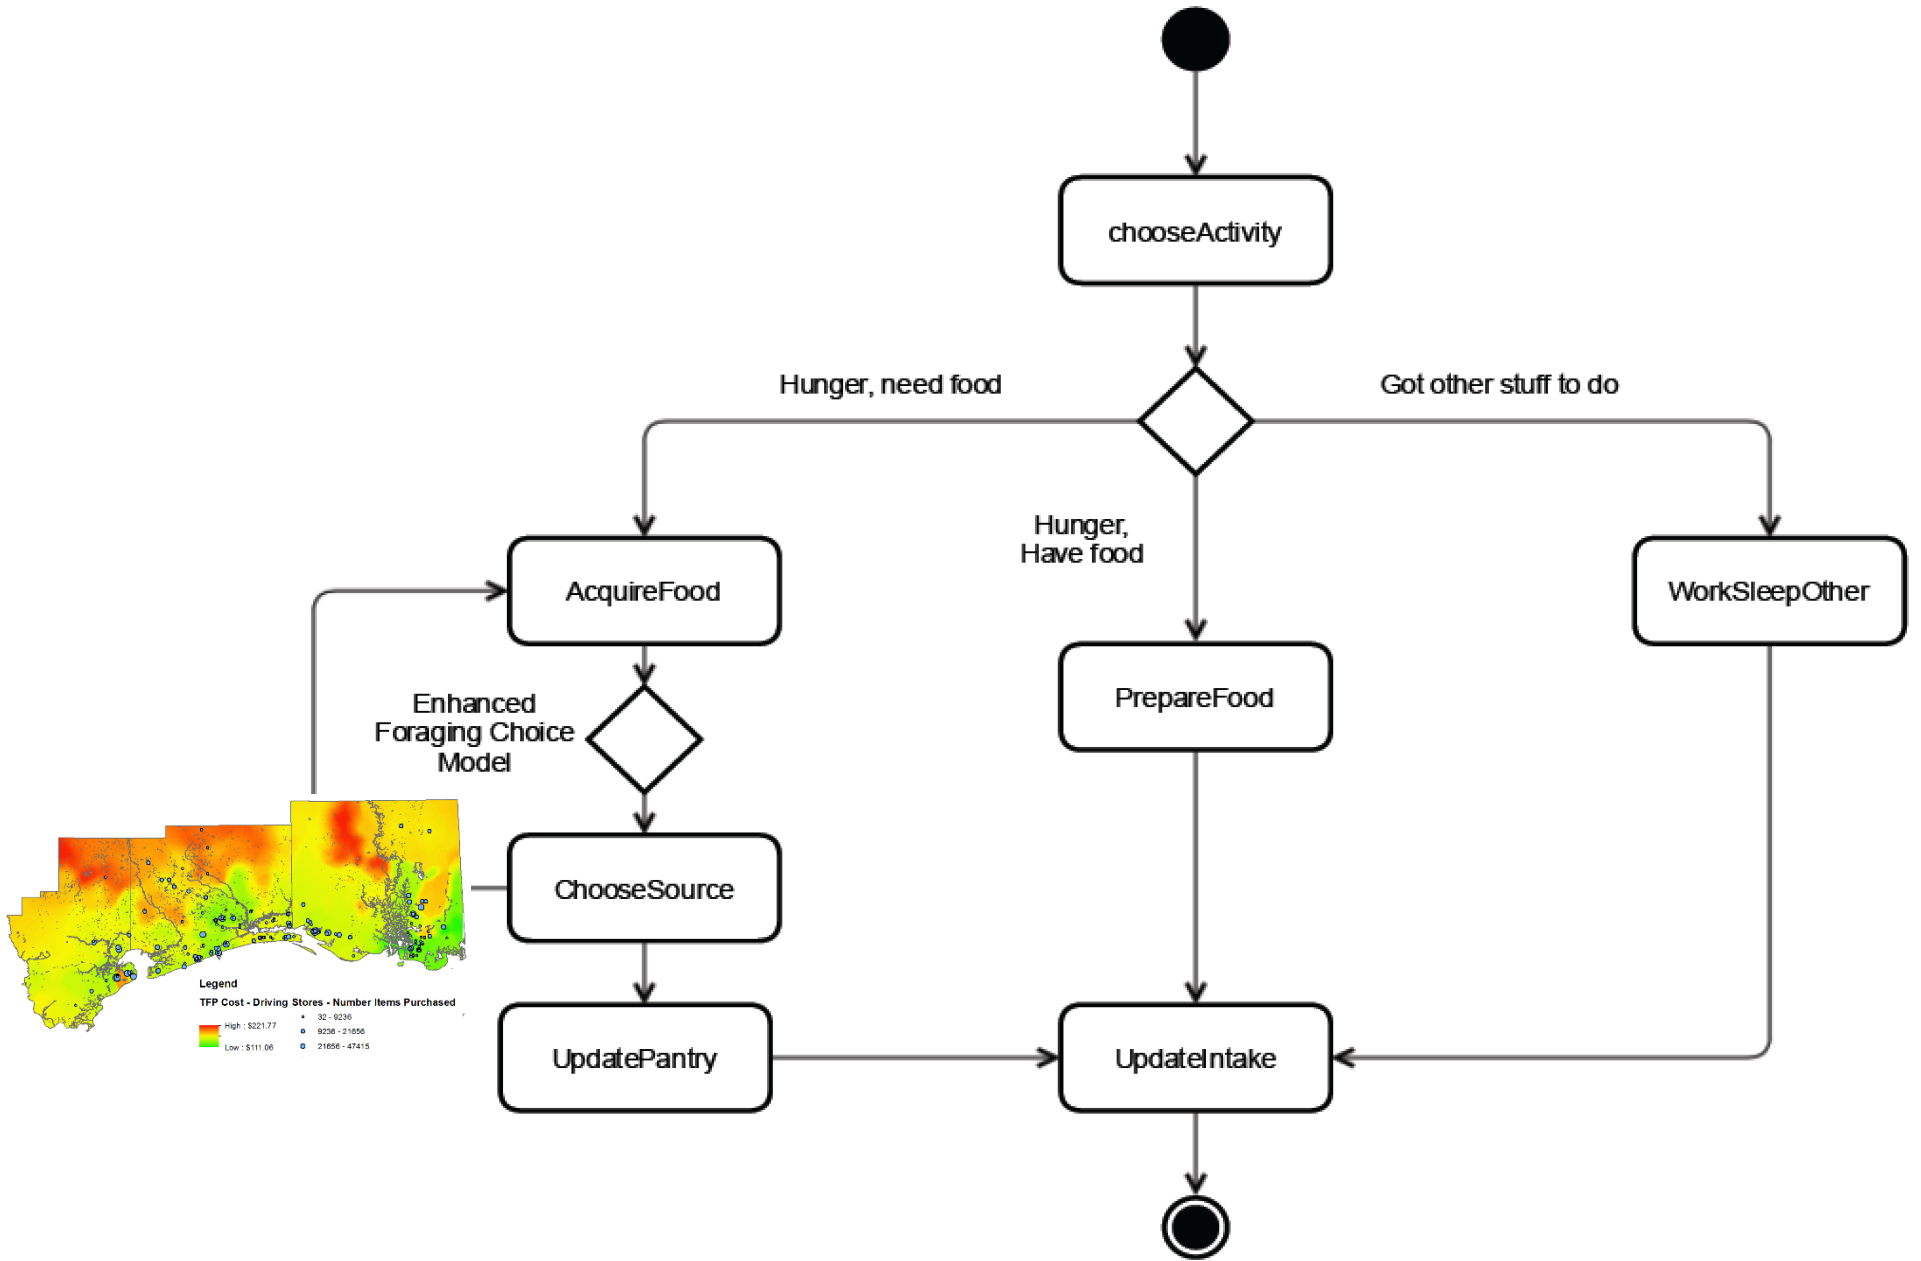 chooseActivity
Hunger, need food
Got other stuff to do
Hunger,
Have food
AcquireFood
WorkSleepOther
Enhanced
Foraging Choice
Model
PrepareFood
ChooseSource
Legend
TFP Cost - Driving Stores - Number Items Purchased
High : $221.77
Low : $111.06
32 - 9236
9236 - 21656
21656 - 47415
UpdatePantry
UpdateIntake